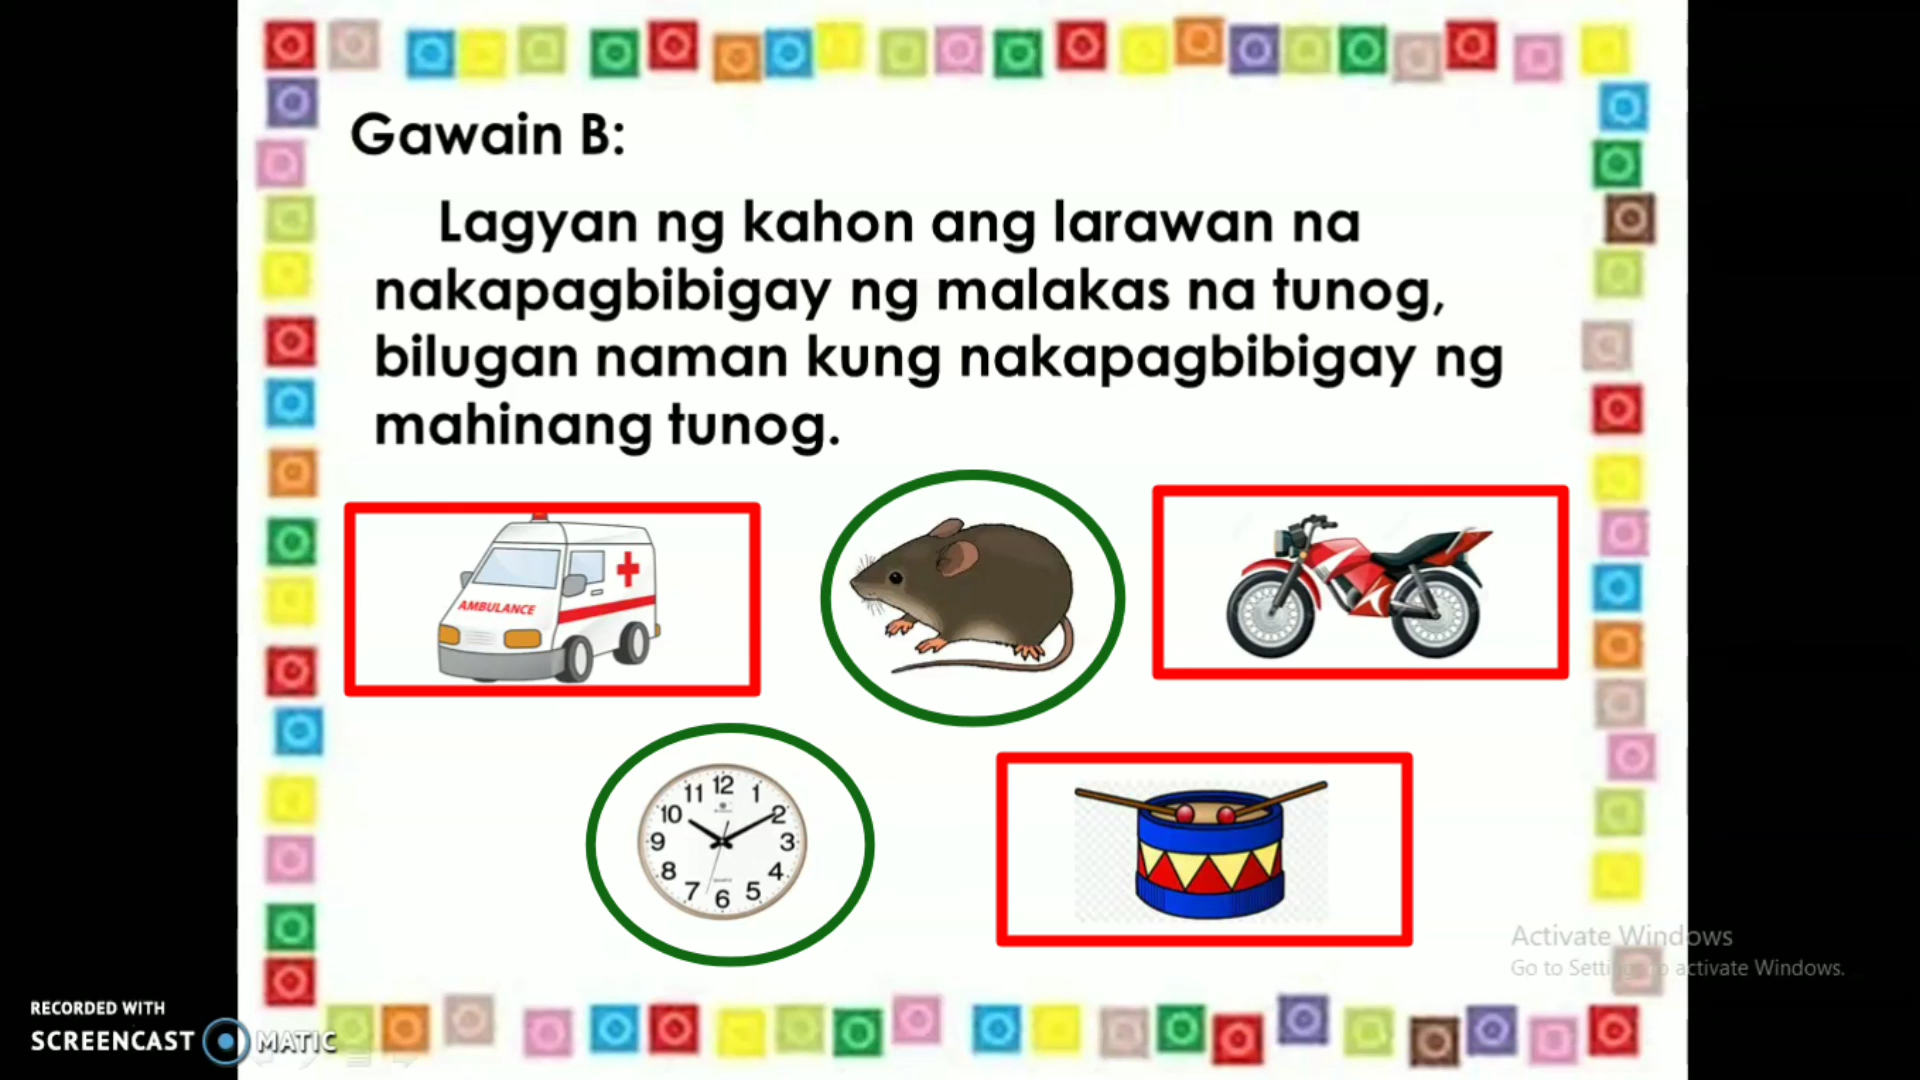 Gawain B:
Lagyan ng kahon ang larawan na
nakapagbibigay ng malakas na tunog,
bilugan naman kung nakapagbibigay ng
mahinang tunog.
AMBULANCE
11 12 1
10 2
9 3
8 4
7 6 5
Activate Windows
Go to Settings to activate Windows.
RECORDED WITH
SCREENCAST MATIC